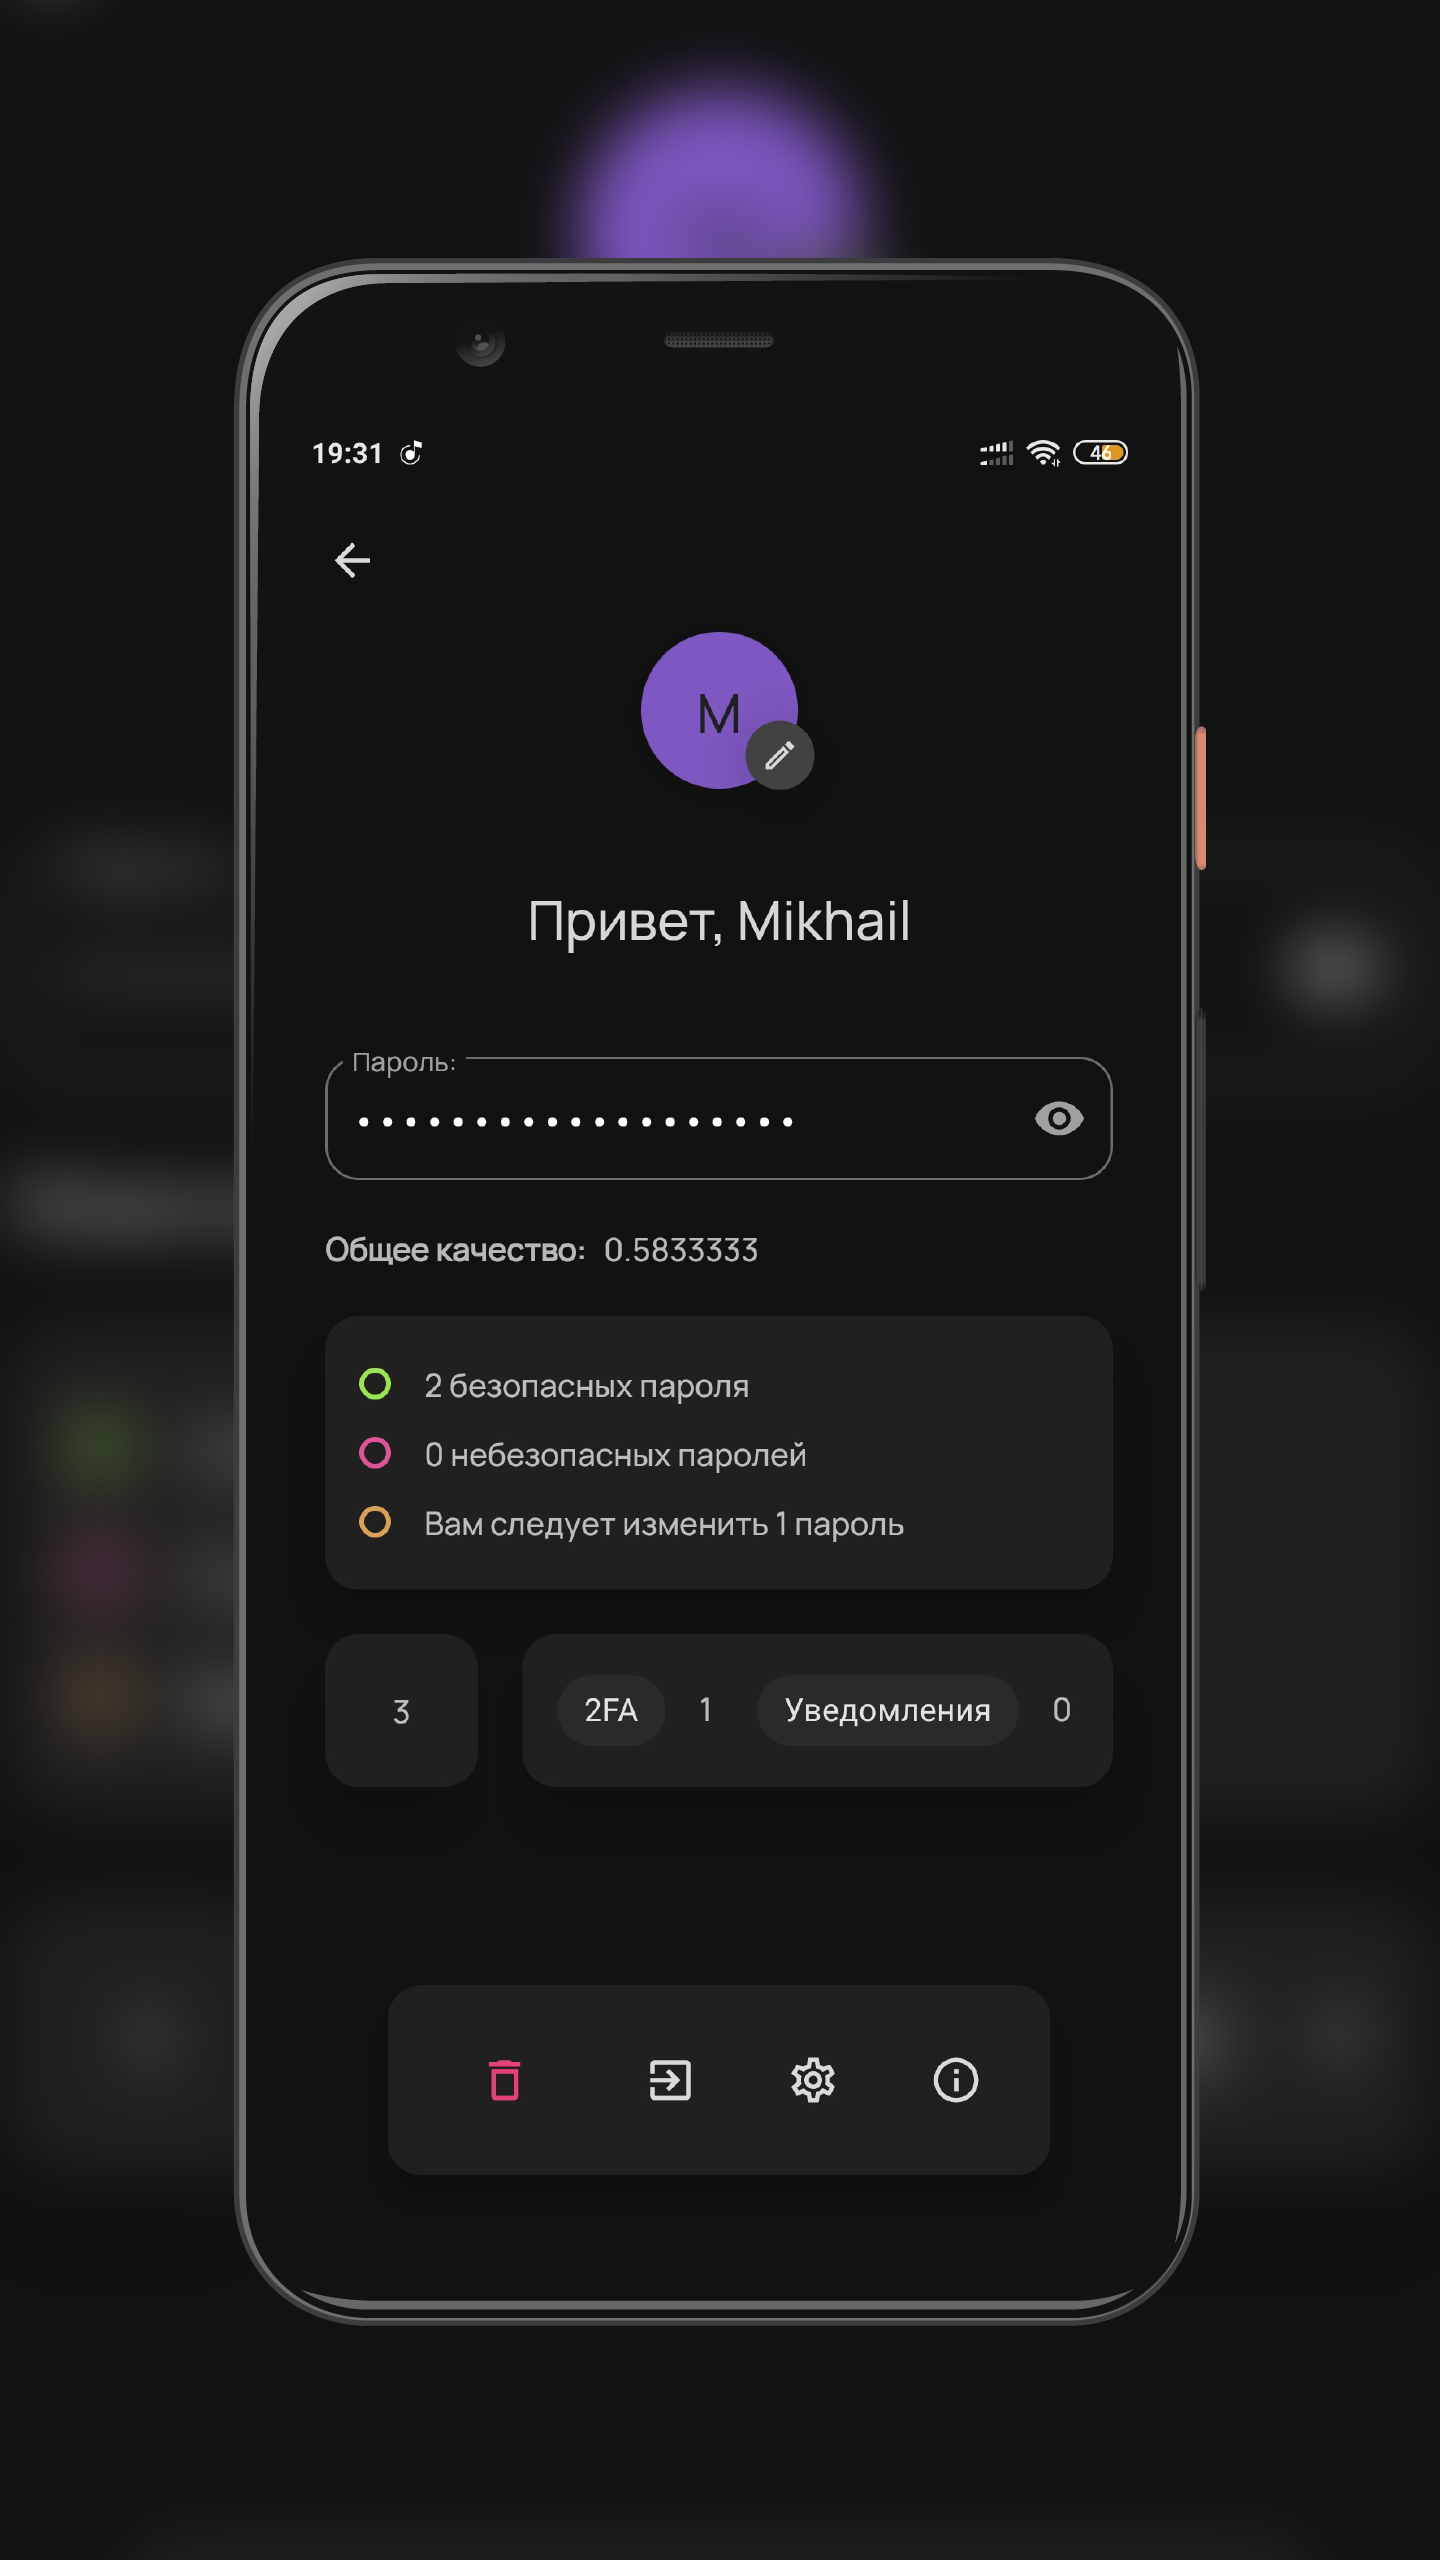 19:31
46
M
Привет, Mikhail
Пароль:
Общее качество: 0.5833333
2 безопасных пароля
0 небезопасных паролей
Вам следует изменить 1 пароль
3
2FA 1 Уведомления 0